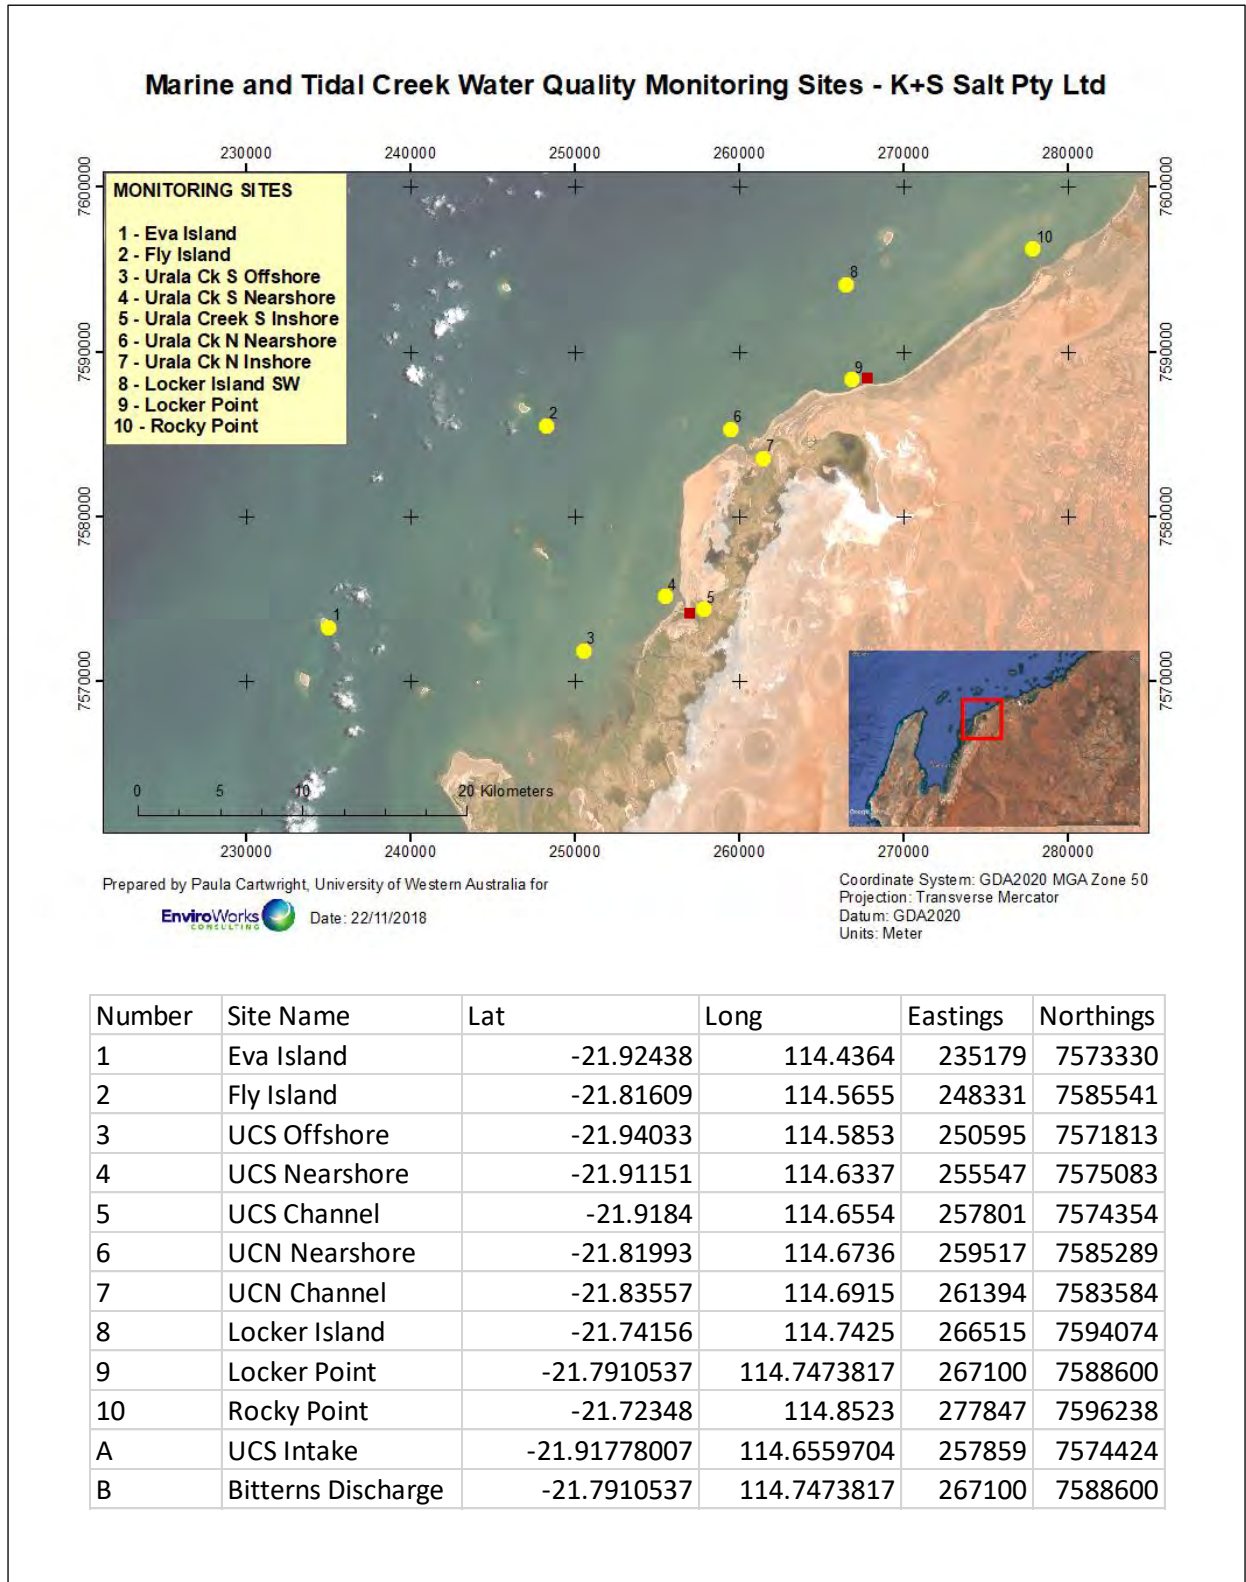 Marine and Tidal Creek Water Quality Monitoring Sites - K+S Salt Pty Ltd
230000 240000 250000 260000 270000 280000
7600000 7600000
7590000 7590000
7580000 7580000
7570000 7570000
MONITORING SITES
1 - Eva Island
2 - Fly Island
3 - Urala Ck S Offshore
4 - Urala Ck S Nearshore
5 - Urala Creek S Inshore
6 - Urala Ck N Nearshore
7 - Urala Ck N Inshore
8 - Locker Island SW
9 - Locker Point
10 - Rocky Point
10
8
9
2
6
7
4
5
1
3
0 5 10 20 Kilometers
230000 240000 250000 260000 270000 280000
Prepared by Paula Cartwright, University of Western Australia for
EnviroWorks
CONSULTING
Date: 22/11/2018
Coordinate System: GDA2020 MGA Zone 50
Projection: Transverse Mercator
Datum: GDA2020
Units: Meter
Number Site Name Lat Long Eastings Northings
1 Eva Island -21.92438 114.4364 235179 7573330
2 Fly Island -21.81609 114.5655 248331 7585541
3 UCS Offshore -21.94033 114.5853 250595 7571813
4 UCS Nearshore -21.91151 114.6337 255547 7575083
5 UCS Channel -21.9184 114.6554 257801 7574354
6 UCN Nearshore -21.81993 114.6736 259517 7585289
7 UCN Channel -21.83557 114.6915 261394 7583584
8 Locker Island -21.74156 114.7425 266515 7594074
9 Locker Point -21.7910537 114.7473817 267100 7588600
10 Rocky Point -21.72348 114.8523 277847 7596238
A UCS Intake -21.91778007 114.6559704 257859 7574424
B Bitterns Discharge -21.7910537 114.7473817 267100 7588600